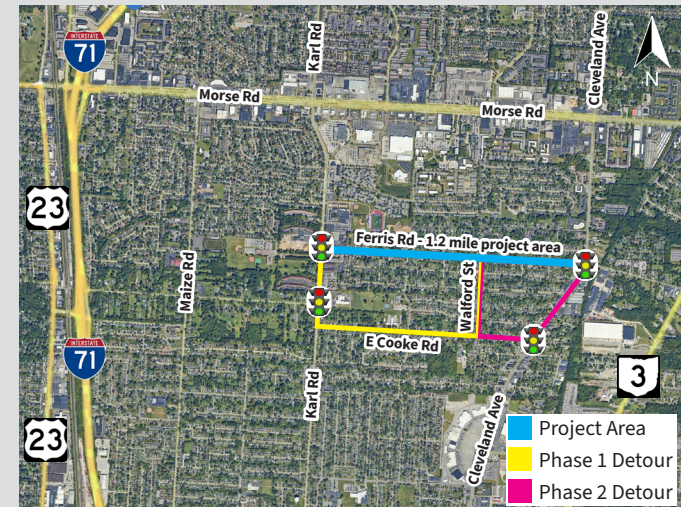 INTERSTATE
71
Karl Rd
Cleveland Ave
N
Morse Rd
Morse Rd
23
Ferris Rd - 1.2 mile project area
Maize Rd
Walford St
E Cooke Rd
INTERSTATE
71
3
Karl Rd
Cleveland Ave
23
Project Area
Phase 1 Detour
Phase 2 Detour